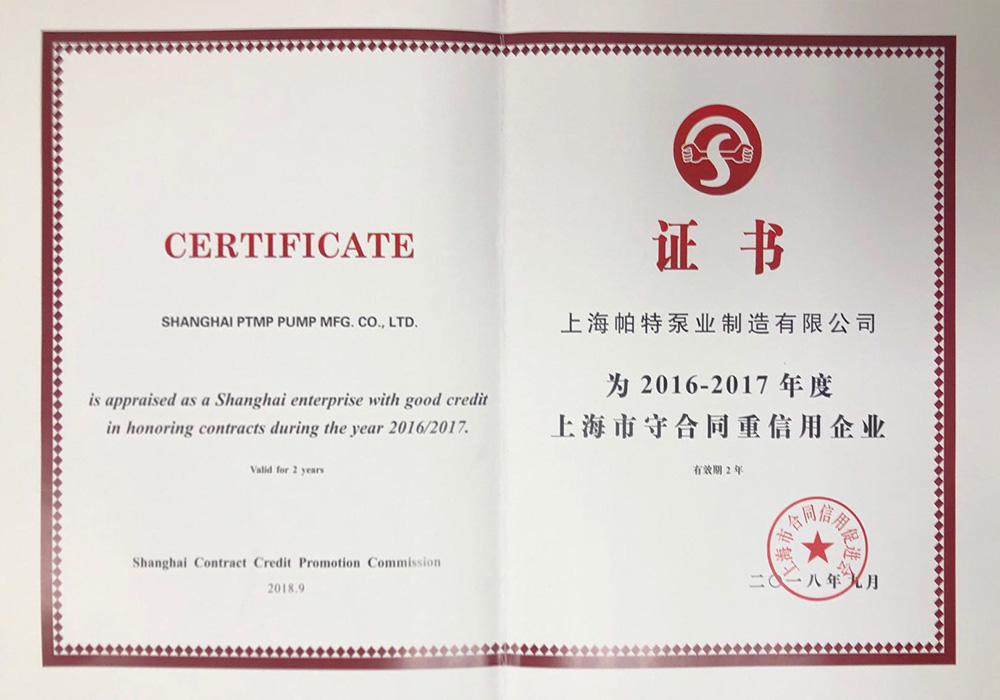 CERTIFICATE
SHANGHAI PTMP PUMP MFG. CO., LTD.
is appraised as a Shanghai enterprise with good credit
in honoring contracts during the year 2016/2017.
Valid for 2 years
Shanghai Contract Credit Promotion Commission
2018.9
证书
上海帕特泵业制造有限公司
为 2016-2017 年度
上海市守合同重信用企业
有效期 2 年
上海市合同信用促进会
二〇一八年九月